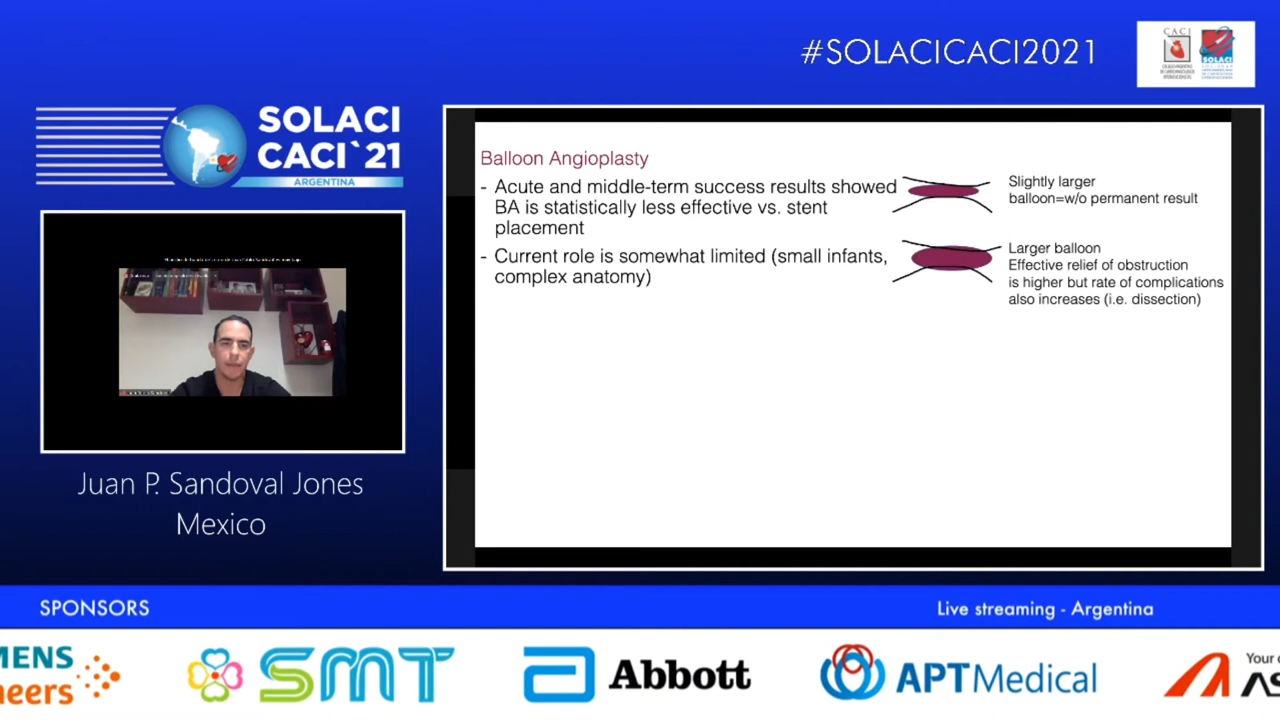 #SOLACICACI2021
CACI
SOLACI
SOLACI
CACI`21
ARGENTINA
Juan P. Sandoval Jones
Mexico
Balloon Angioplasty
- Acute and middle-term success results showed
BA is statistically less effective vs. stent
placement
- Current role is somewhat limited (small infants,
complex anatomy)
Slightly larger
balloon=w/o permanent result
Larger balloon
Effective relief of obstruction
is higher but rate of complications
also increases (i.e. dissection)
SPONSORS
Live streaming - Argentina
MENS
neers
SMT
Abbott
APTMedical
Your
AS